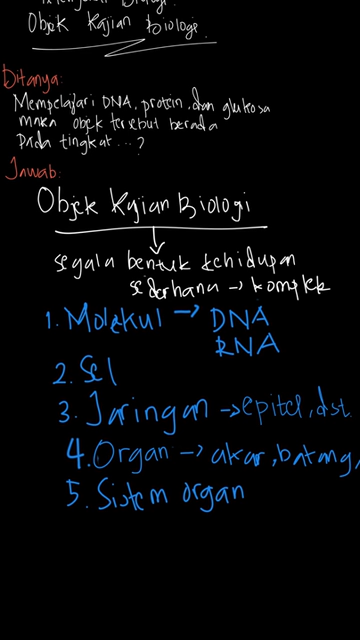 Objek Kajian Biologi.
Ditanya:
Mempelajari DNA, protein, dan glukosa
maka objek tersebut berada
pada tingkat...?
Jawab:
Objek Kajian Biologi
segala bentuk kehidupan
sederhana → komplek
1. Molekul → DNA
RNA
2. Sel
3. Jaringan → epitel, dst.
4. Organ → akar, batang,
5. Sistem organ